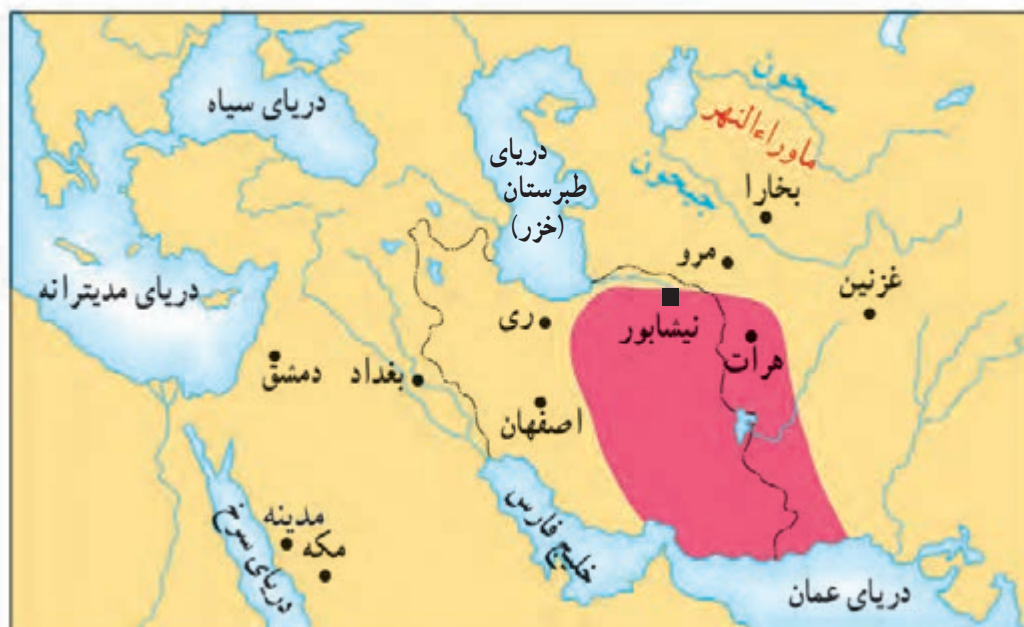 دریای سیاه
دریای
طبرستان
(خزر)
سیحون
ماوراءالنهر
جیحون
بخارا
مرو
غزنین
دریای مدیترانه
ری
نیشابور
هرات
دمشق
بغداد
اصفهان
مدینه
مکه
دریای سرخ
خلیج فارس
دریای عمان